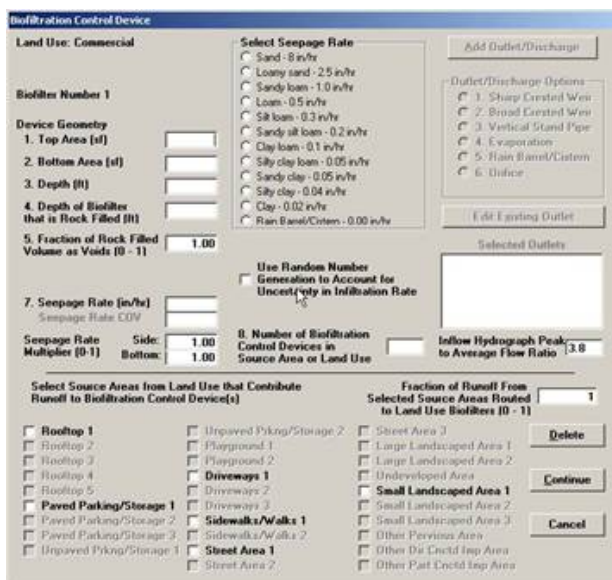 Biofiltration Control Device
Land Use: Commercial
Biofilter Number 1
Device Geometry
1. Top Area (sf)
2. Bottom Area (sf)
3. Depth (ft)
4. Depth of Biofilter
that is Rock Filled (ft)
5. Fraction of Rock Filled
Volume as Voids (0 - 1)
1.00
7. Seepage Rate (in/hr)
Seepage Rate COV
Seepage Rate
Multiplier (0-1)
Side:
1.00
Bottom:
1.00
Select Seepage Rate
Sand - 8 in/hr
Loamy sand - 2.5 in/hr
Sandy loam - 1.0 in/hr
Loam - 0.5 in/hr
Silt loam - 0.3 in/hr
Sandy silt loam - 0.2 in/hr
Clay loam - 0.1 in/hr
Silty clay loam - 0.05 in/hr
Sandy clay - 0.05 in/hr
Silty clay - 0.04 in/hr
Clay - 0.02 in/hr
Rain Barrel/Cistern - 0.00 in/hr
Use Random Number
Generation to Account for
Uncertainty in Infiltration Rate
8. Number of Biofiltration
Control Devices in
Source Area or Land Use
Add Outlet/Discharge
Outlet/Discharge Options
1. Sharp Crested Weir
2. Broad Crested Weir
3. Vertical Stand Pipe
4. Evaporation
5. Rain Barrel/Cistern
6. Orifice
Edit Existing Outlet
Selected Outlets
Inflow Hydrograph Peak
to Average Flow Ratio
3.8
Select Source Areas from Land Use that Contribute
Runoff to Biofiltration Control Device(s)
Fraction of Runoff From
Selected Source Areas Routed
to Land Use Biofilters (0 - 1)
1
Rooftop 1
Rooftop 2
Rooftop 3
Rooftop 4
Rooftop 5
Paved Parking/Storage 1
Paved Parking/Storage 2
Paved Parking/Storage 3
Unpaved Prkng/Storage 1
Unpaved Prkng/Storage 2
Playground 1
Playground 2
Driveways 1
Driveways 2
Driveways 3
Sidewalks/Walks 1
Sidewalks/Walks 2
Street Area 1
Street Area 2
Street Area 3
Large Landscaped Area 1
Large Landscaped Area 2
Undeveloped Area
Small Landscaped Area 1
Small Landscaped Area 2
Small Landscaped Area 3
Other Pervious Area
Other Dir Cnctd Imp Area
Other Part Cnctd Imp Area
Delete
Continue
Cancel